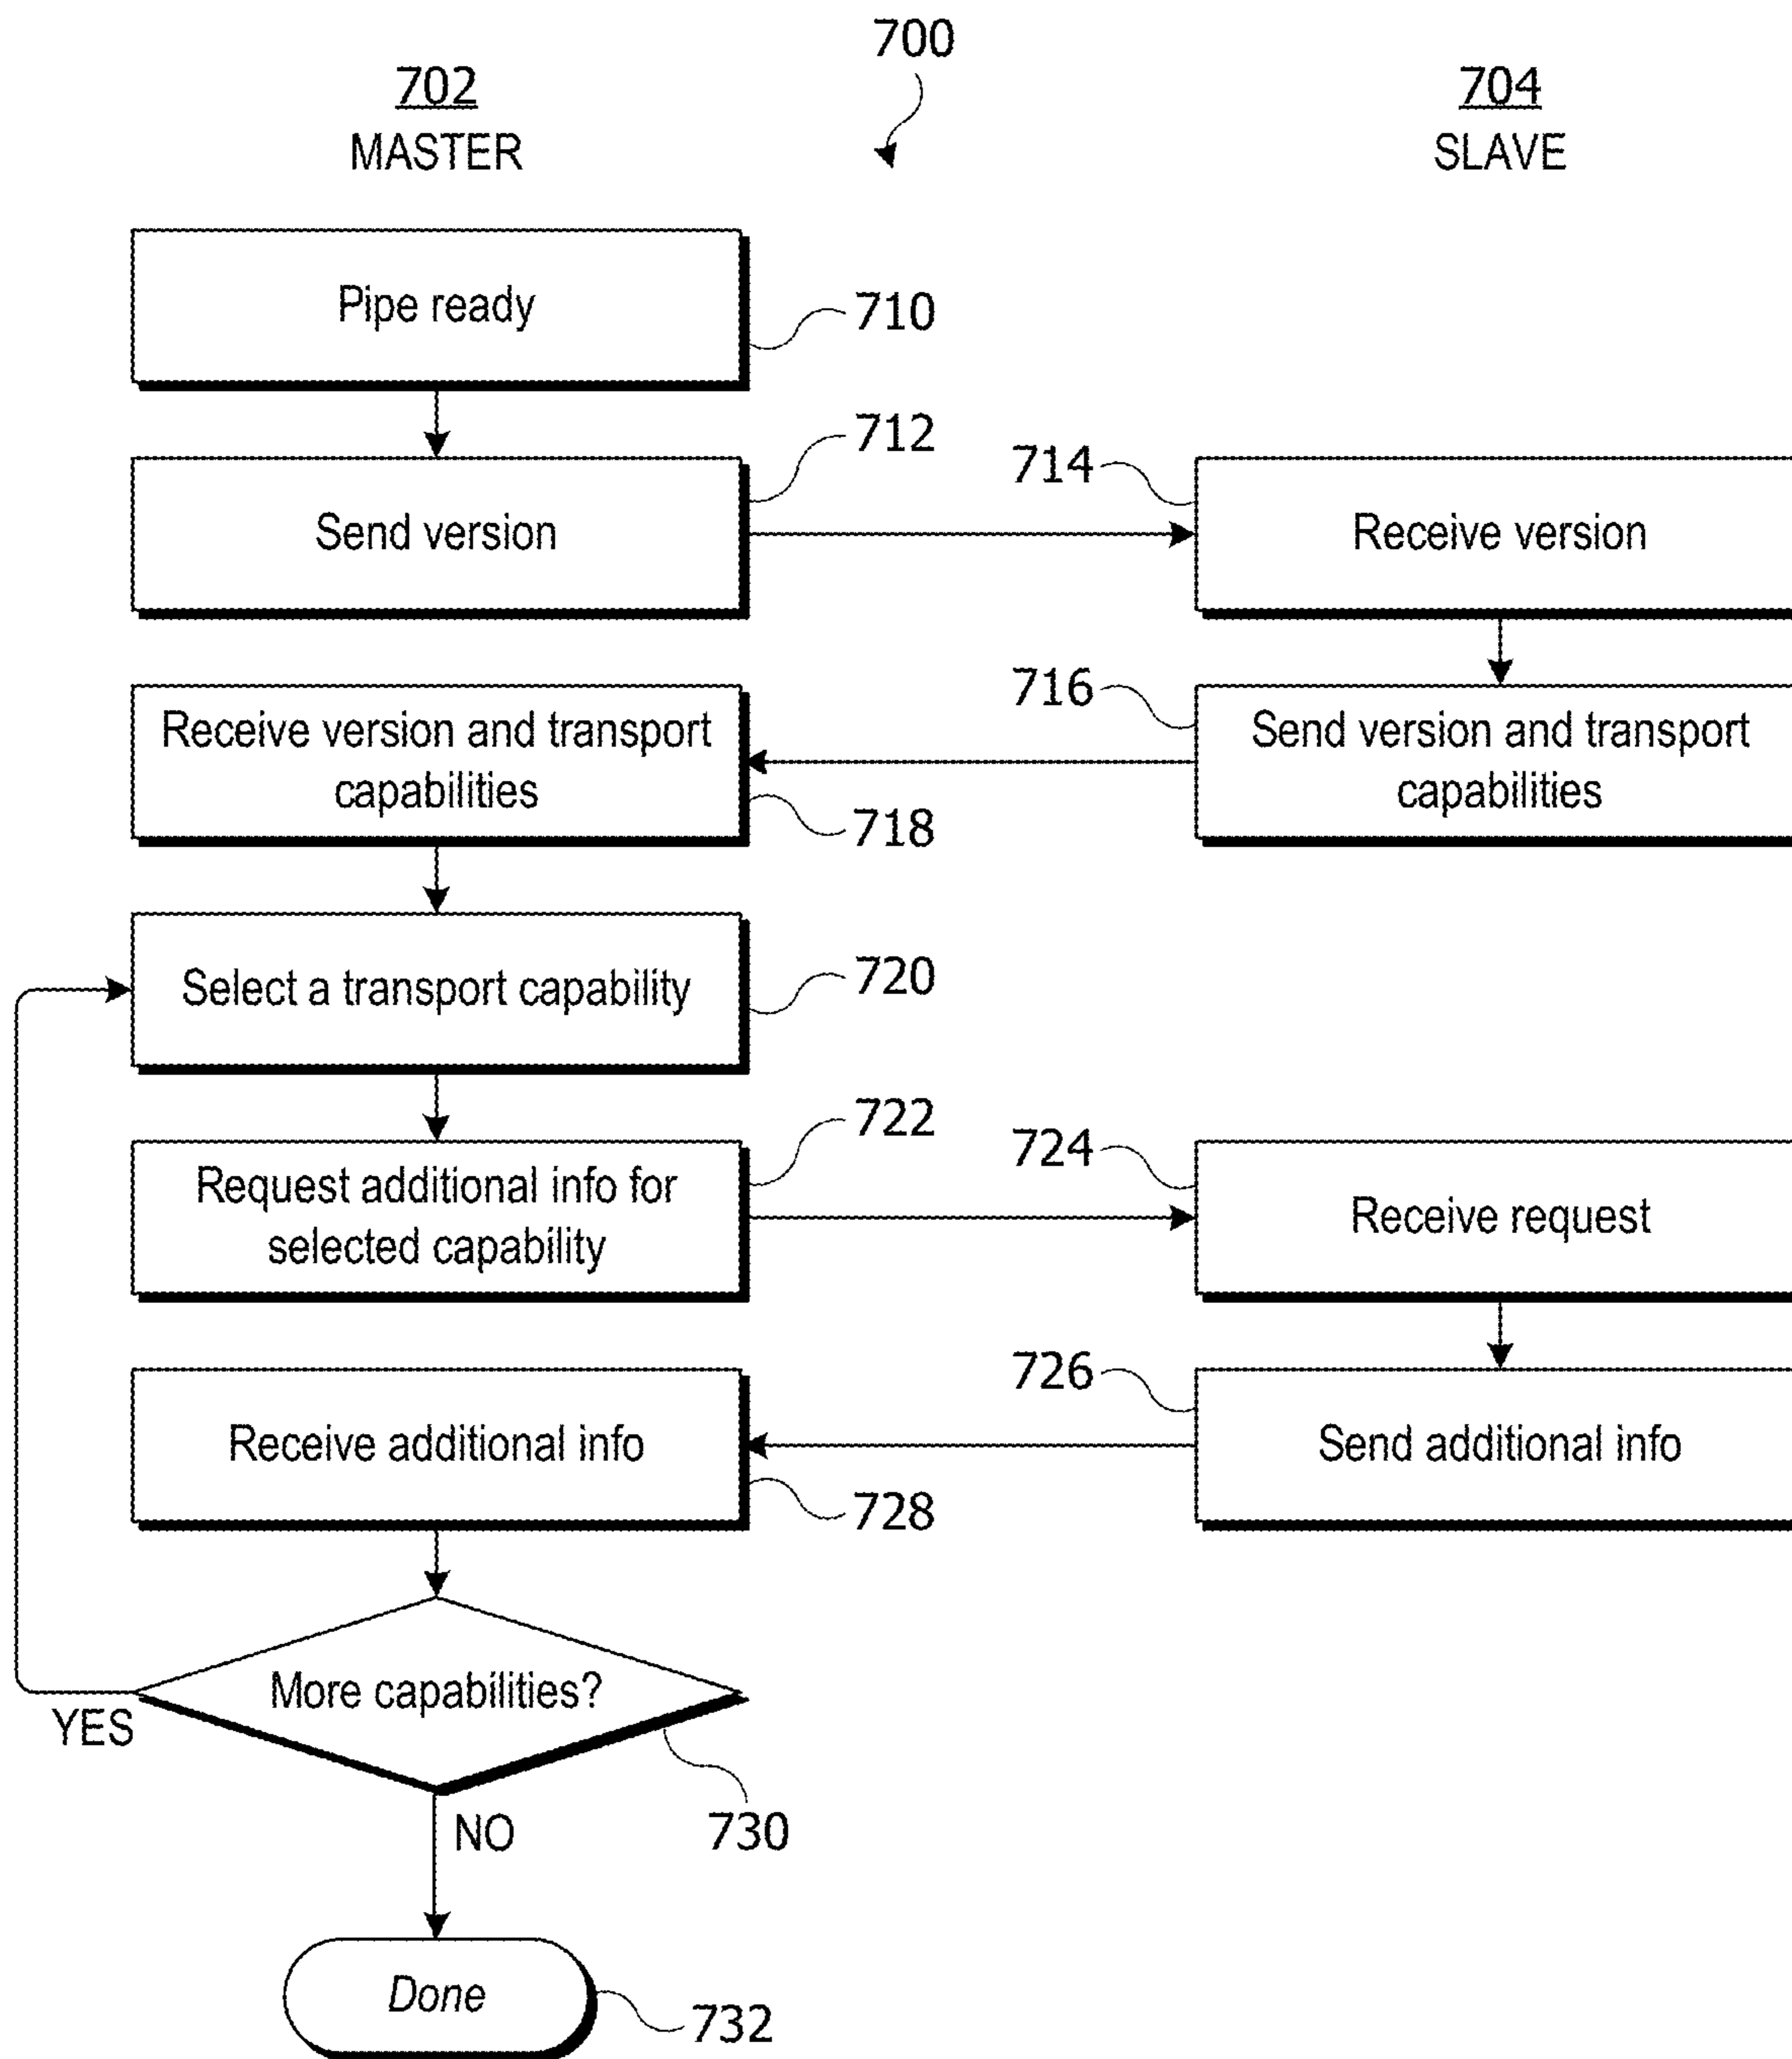 700
702
MASTER
704
SLAVE
Pipe ready
710
712
Send version
714
Receive version
716
Send version and transport
capabilities
Receive version and transport
capabilities
718
Select a transport capability
720
722
Request additional info for
selected capability
724
Receive request
726
Send additional info
Receive additional info
728
More capabilities?
YES
730
NO
Done
732